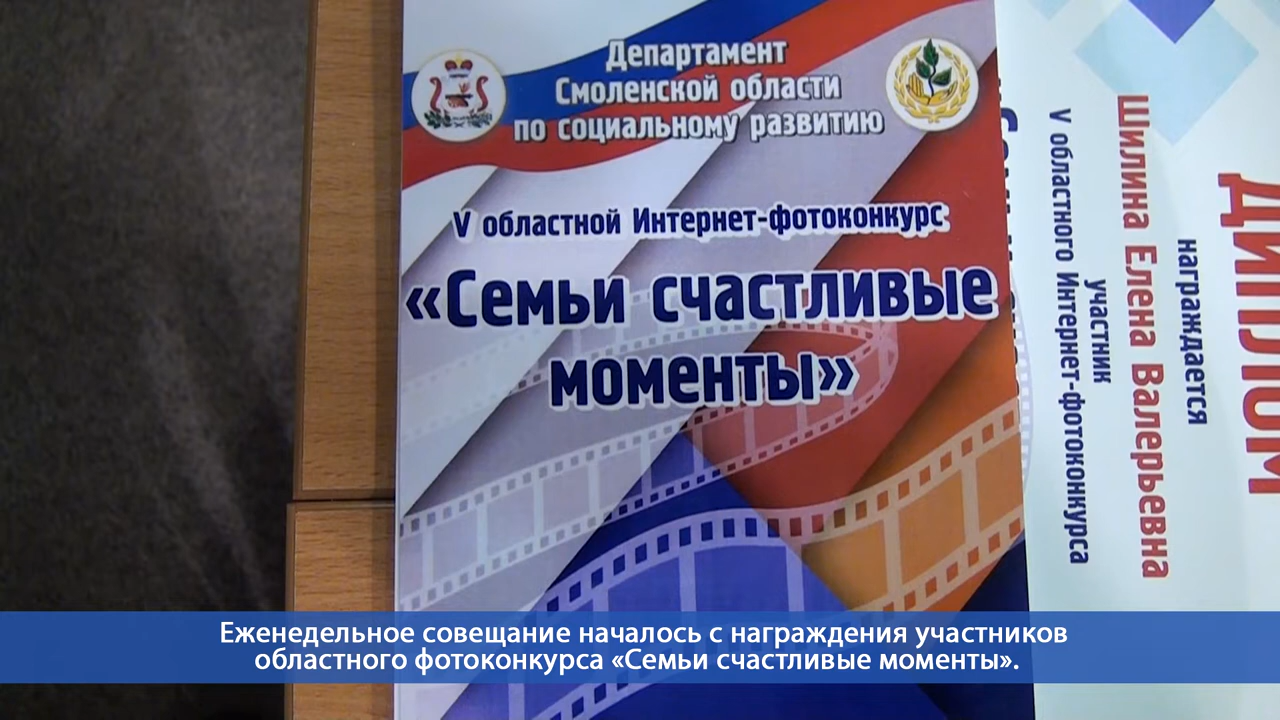 Департамент
Смоленской области
по социальному развитию
V областной Интернет-фотоконкурс
«Семьи счастливые
моменты»
ДИПЛОМ
награждается
Шилина Елена Валерьевна
участник
V областного Интернет-фотоконкурса
Еженедельное совещание началось с награждения участников
областного фотоконкурса «Семьи счастливые моменты».